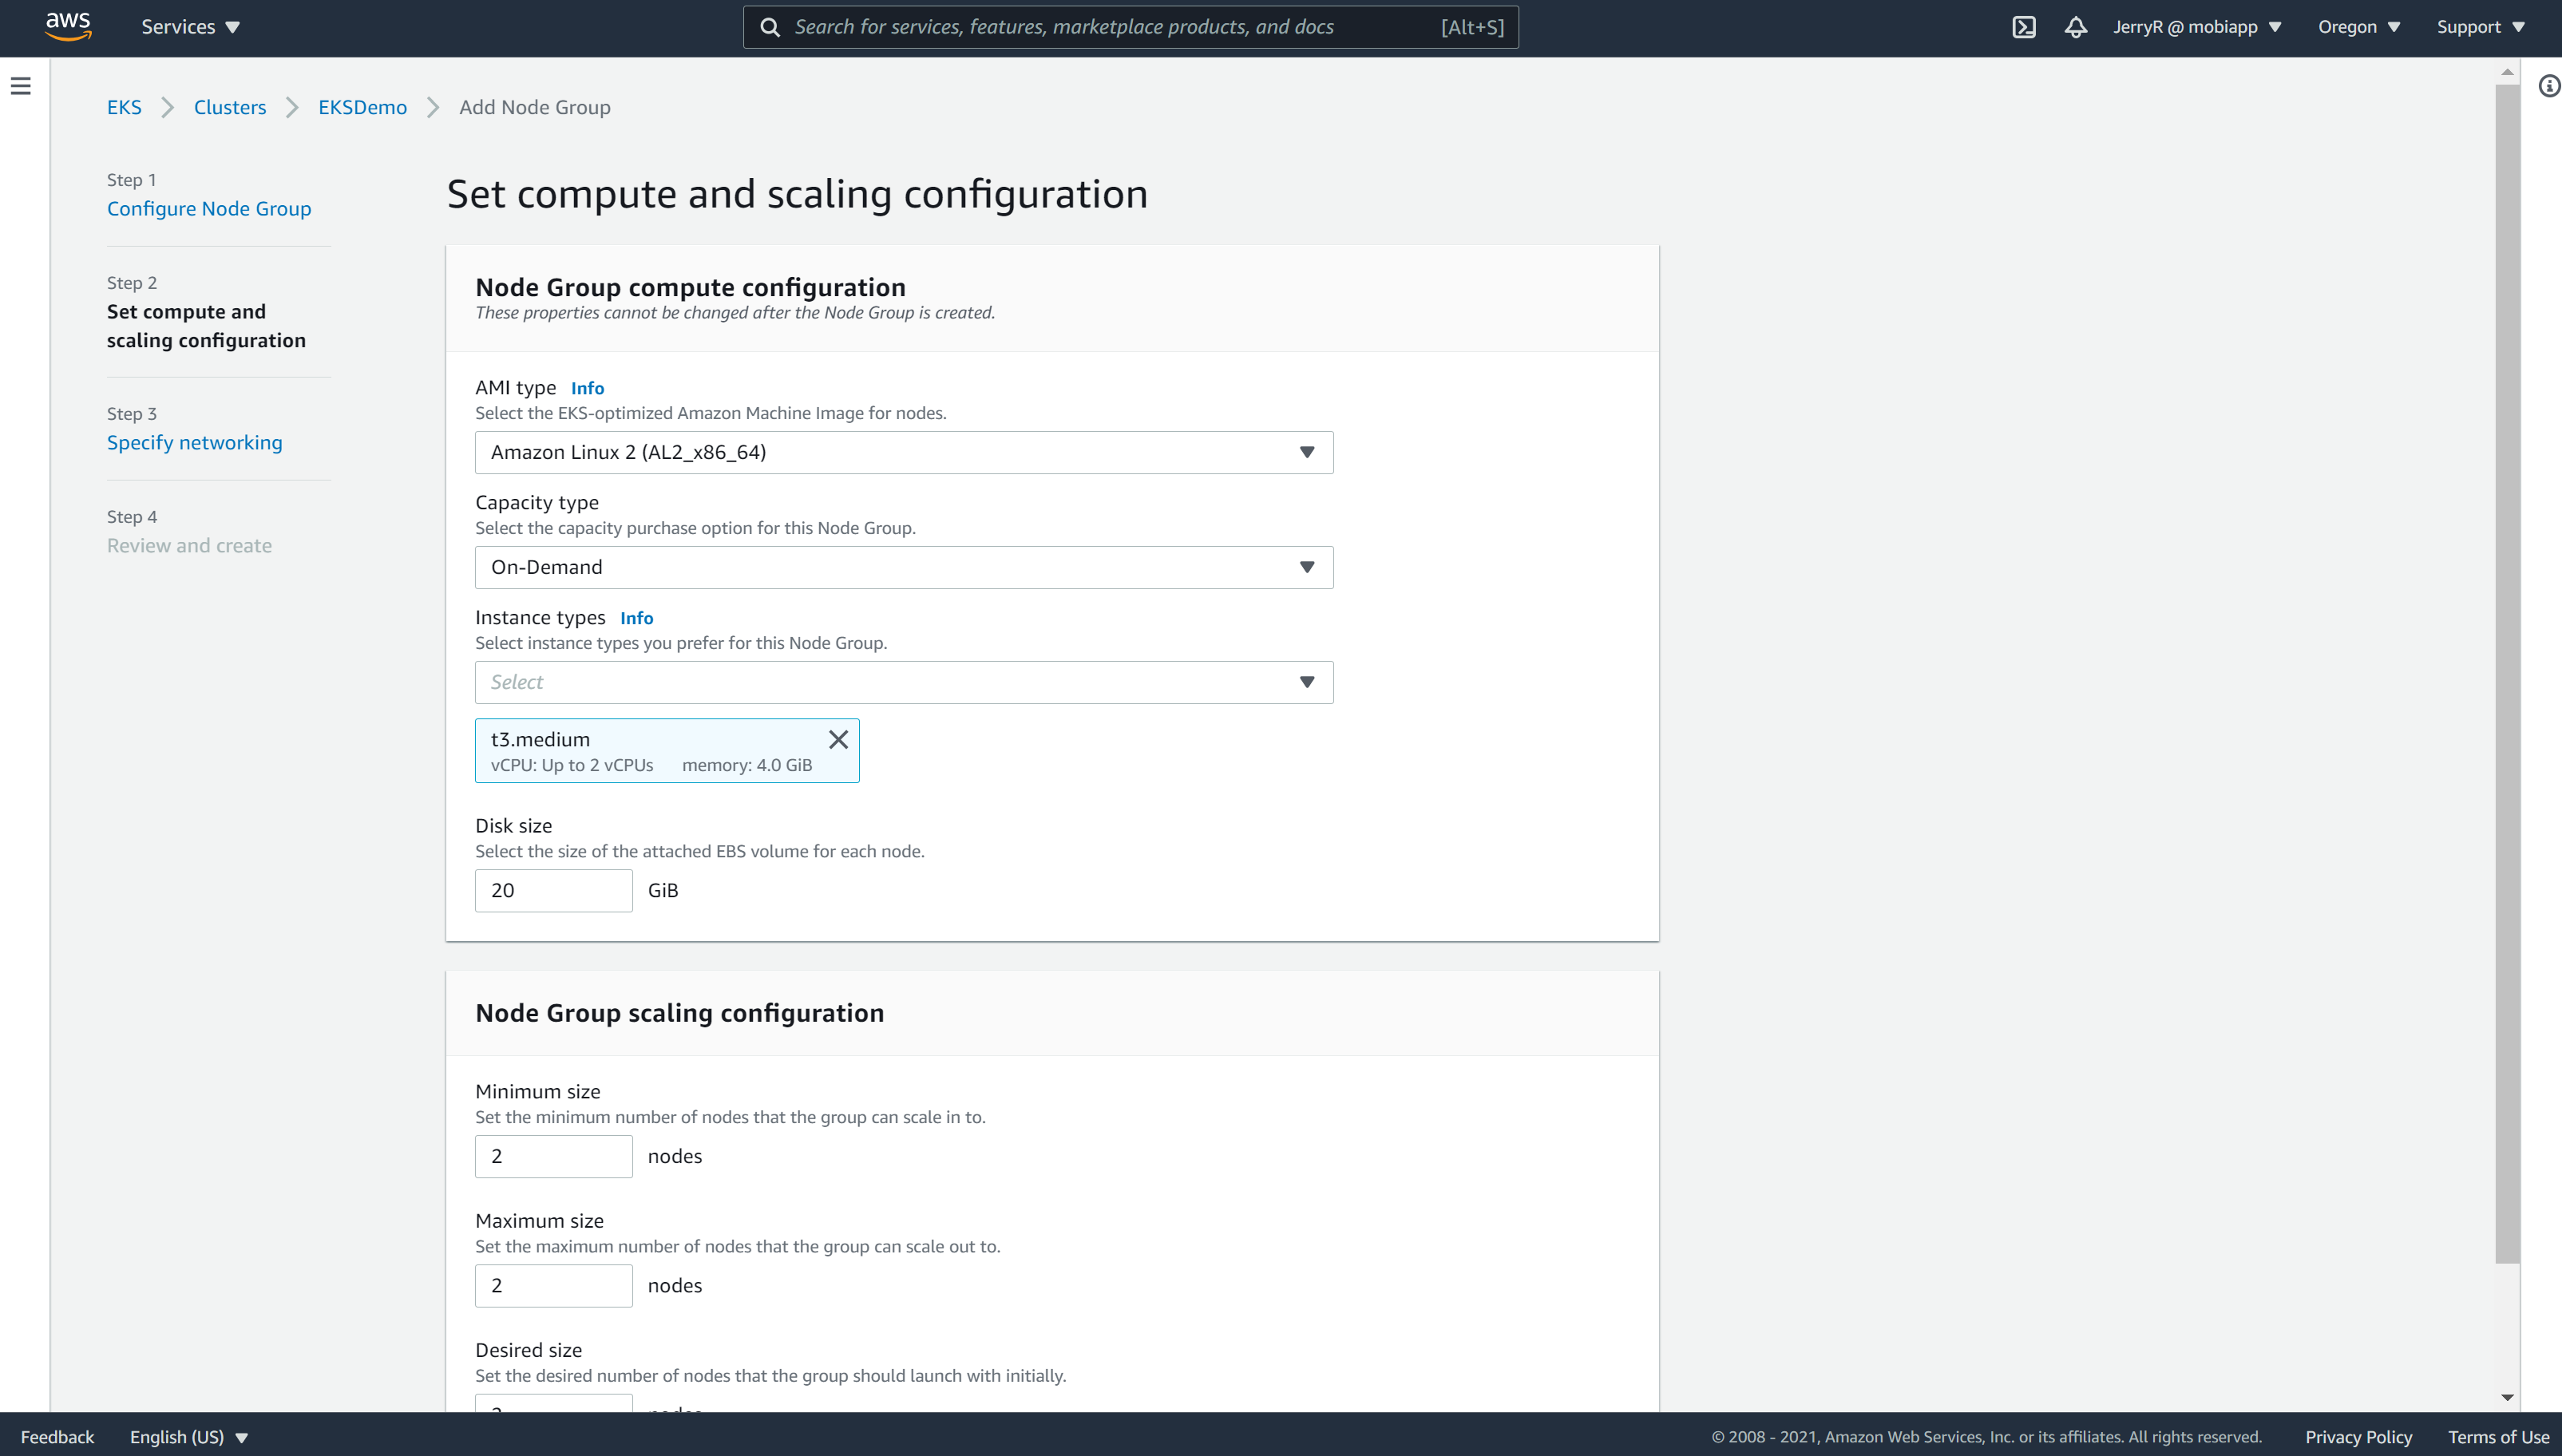 aws
Services
Search for services, features, marketplace products, and docs [Alt+S]
JerryR @ mobiapp
Oregon
Support
EKS
Clusters
EKSDemo
Add Node Group
Step 1
Configure Node Group
Step 2
Set compute and
scaling configuration
Step 3
Specify networking
Step 4
Review and create
Set compute and scaling configuration
Node Group compute configuration
These properties cannot be changed after the Node Group is created.
AMI type Info
Select the EKS-optimized Amazon Machine Image for nodes.
Amazon Linux 2 (AL2_x86_64)
Capacity type
Select the capacity purchase option for this Node Group.
On-Demand
Instance types Info
Select instance types you prefer for this Node Group.
Select
t3.medium
vCPU: Up to 2 vCPUs memory: 4.0 GiB
Disk size
Select the size of the attached EBS volume for each node.
20 GiB
Node Group scaling configuration
Minimum size
Set the minimum number of nodes that the group can scale in to.
2 nodes
Maximum size
Set the maximum number of nodes that the group can scale out to.
2 nodes
Desired size
Set the desired number of nodes that the group should launch with initially.
Feedback
English (US)
© 2008 - 2021, Amazon Web Services, Inc. or its affiliates. All rights reserved.
Privacy Policy
Terms of Use